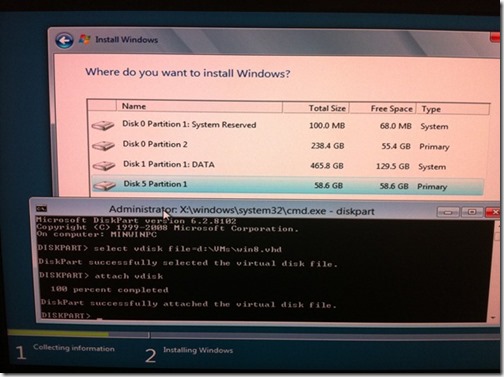 Install Windows
Where do you want to install Windows?
Name Total Size Free Space Type
Disk 0 Partition 1: System Reserved 100.0 MB 68.0 MB System
Disk 0 Partition 2 238.4 GB 55.4 GB Primary
Disk 1 Partition 1: DATA 465.8 GB 129.5 GB System
Disk 5 Partition 1 58.6 GB 58.6 GB Primary
Administrator: X:\windows\system32\cmd.exe - diskpart
Microsoft DiskPart version 6.2.8102
Copyright (C) 1999-2008 Microsoft Corporation.
On computer: MININPC
DISKPART> select vdisk file=d:\VMs\win8.vhd
DiskPart successfully selected the virtual disk file.
DISKPART> attach vdisk
100 percent completed
DiskPart successfully attached the virtual disk file.
DISKPART> _
1 Collecting information 2 Installing Windows